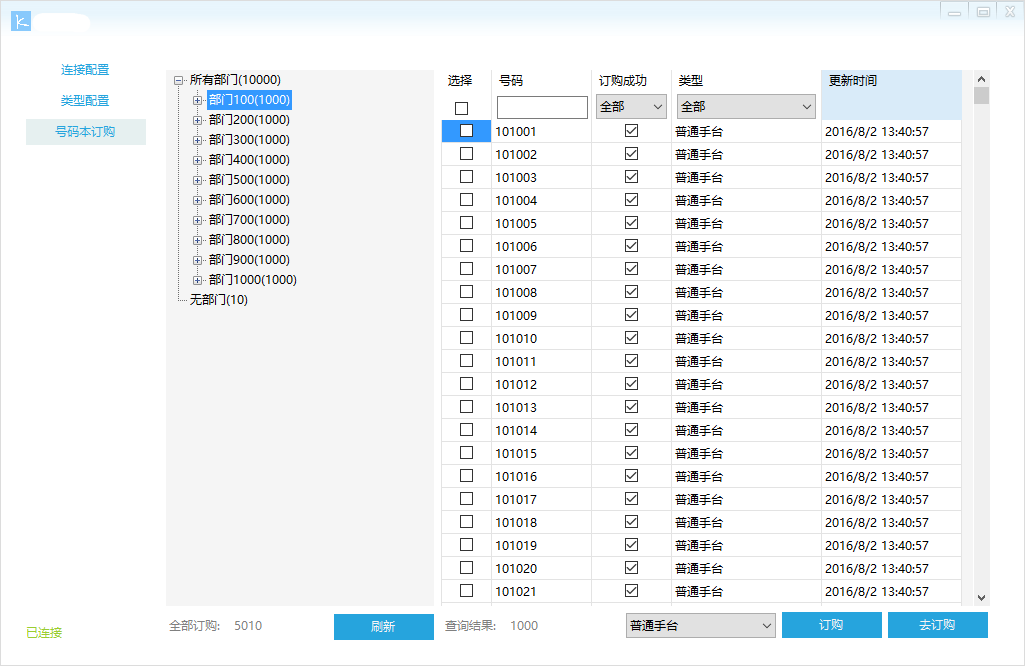 连接配置
类型配置
号码本订购
所有部门(10000)
部门100(1000)
部门200(1000)
部门300(1000)
部门400(1000)
部门500(1000)
部门600(1000)
部门700(1000)
部门800(1000)
部门900(1000)
部门1000(1000)
无部门(10)
选择 号码 订购成功 类型 更新时间
全部 全部
101001 普通手台 2016/8/2 13:40:57
101002 普通手台 2016/8/2 13:40:57
101003 普通手台 2016/8/2 13:40:57
101004 普通手台 2016/8/2 13:40:57
101005 普通手台 2016/8/2 13:40:57
101006 普通手台 2016/8/2 13:40:57
101007 普通手台 2016/8/2 13:40:57
101008 普通手台 2016/8/2 13:40:57
101009 普通手台 2016/8/2 13:40:57
101010 普通手台 2016/8/2 13:40:57
101011 普通手台 2016/8/2 13:40:57
101012 普通手台 2016/8/2 13:40:57
101013 普通手台 2016/8/2 13:40:57
101014 普通手台 2016/8/2 13:40:57
101015 普通手台 2016/8/2 13:40:57
101016 普通手台 2016/8/2 13:40:57
101017 普通手台 2016/8/2 13:40:57
101018 普通手台 2016/8/2 13:40:57
101019 普通手台 2016/8/2 13:40:57
101020 普通手台 2016/8/2 13:40:57
101021 普通手台 2016/8/2 13:40:57
已连接
全部订购: 5010 刷新 查询结果: 1000 普通手台 订购 去订购